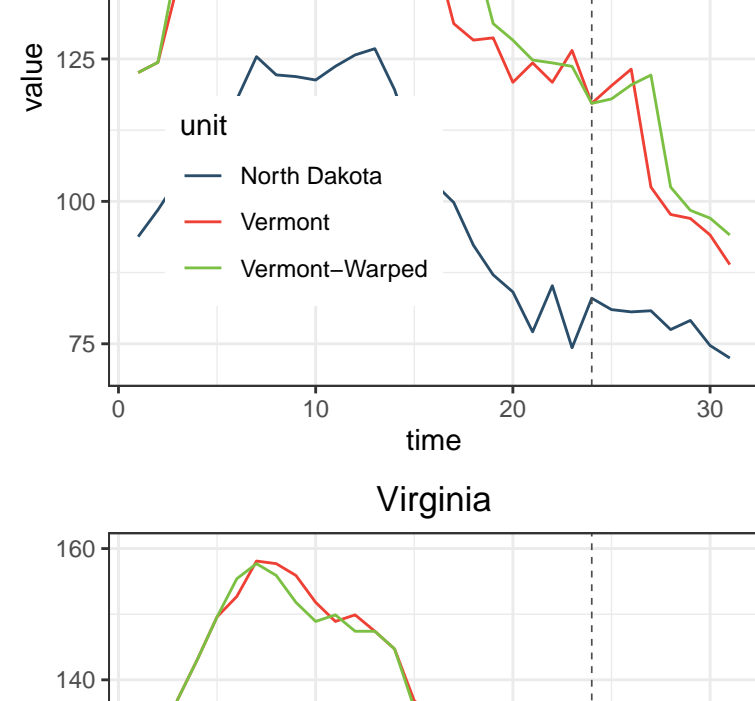 125
value
unit
North Dakota
100
Vermont
Vermont−Warped
75
0 10 20 30
time
Virginia
160
140